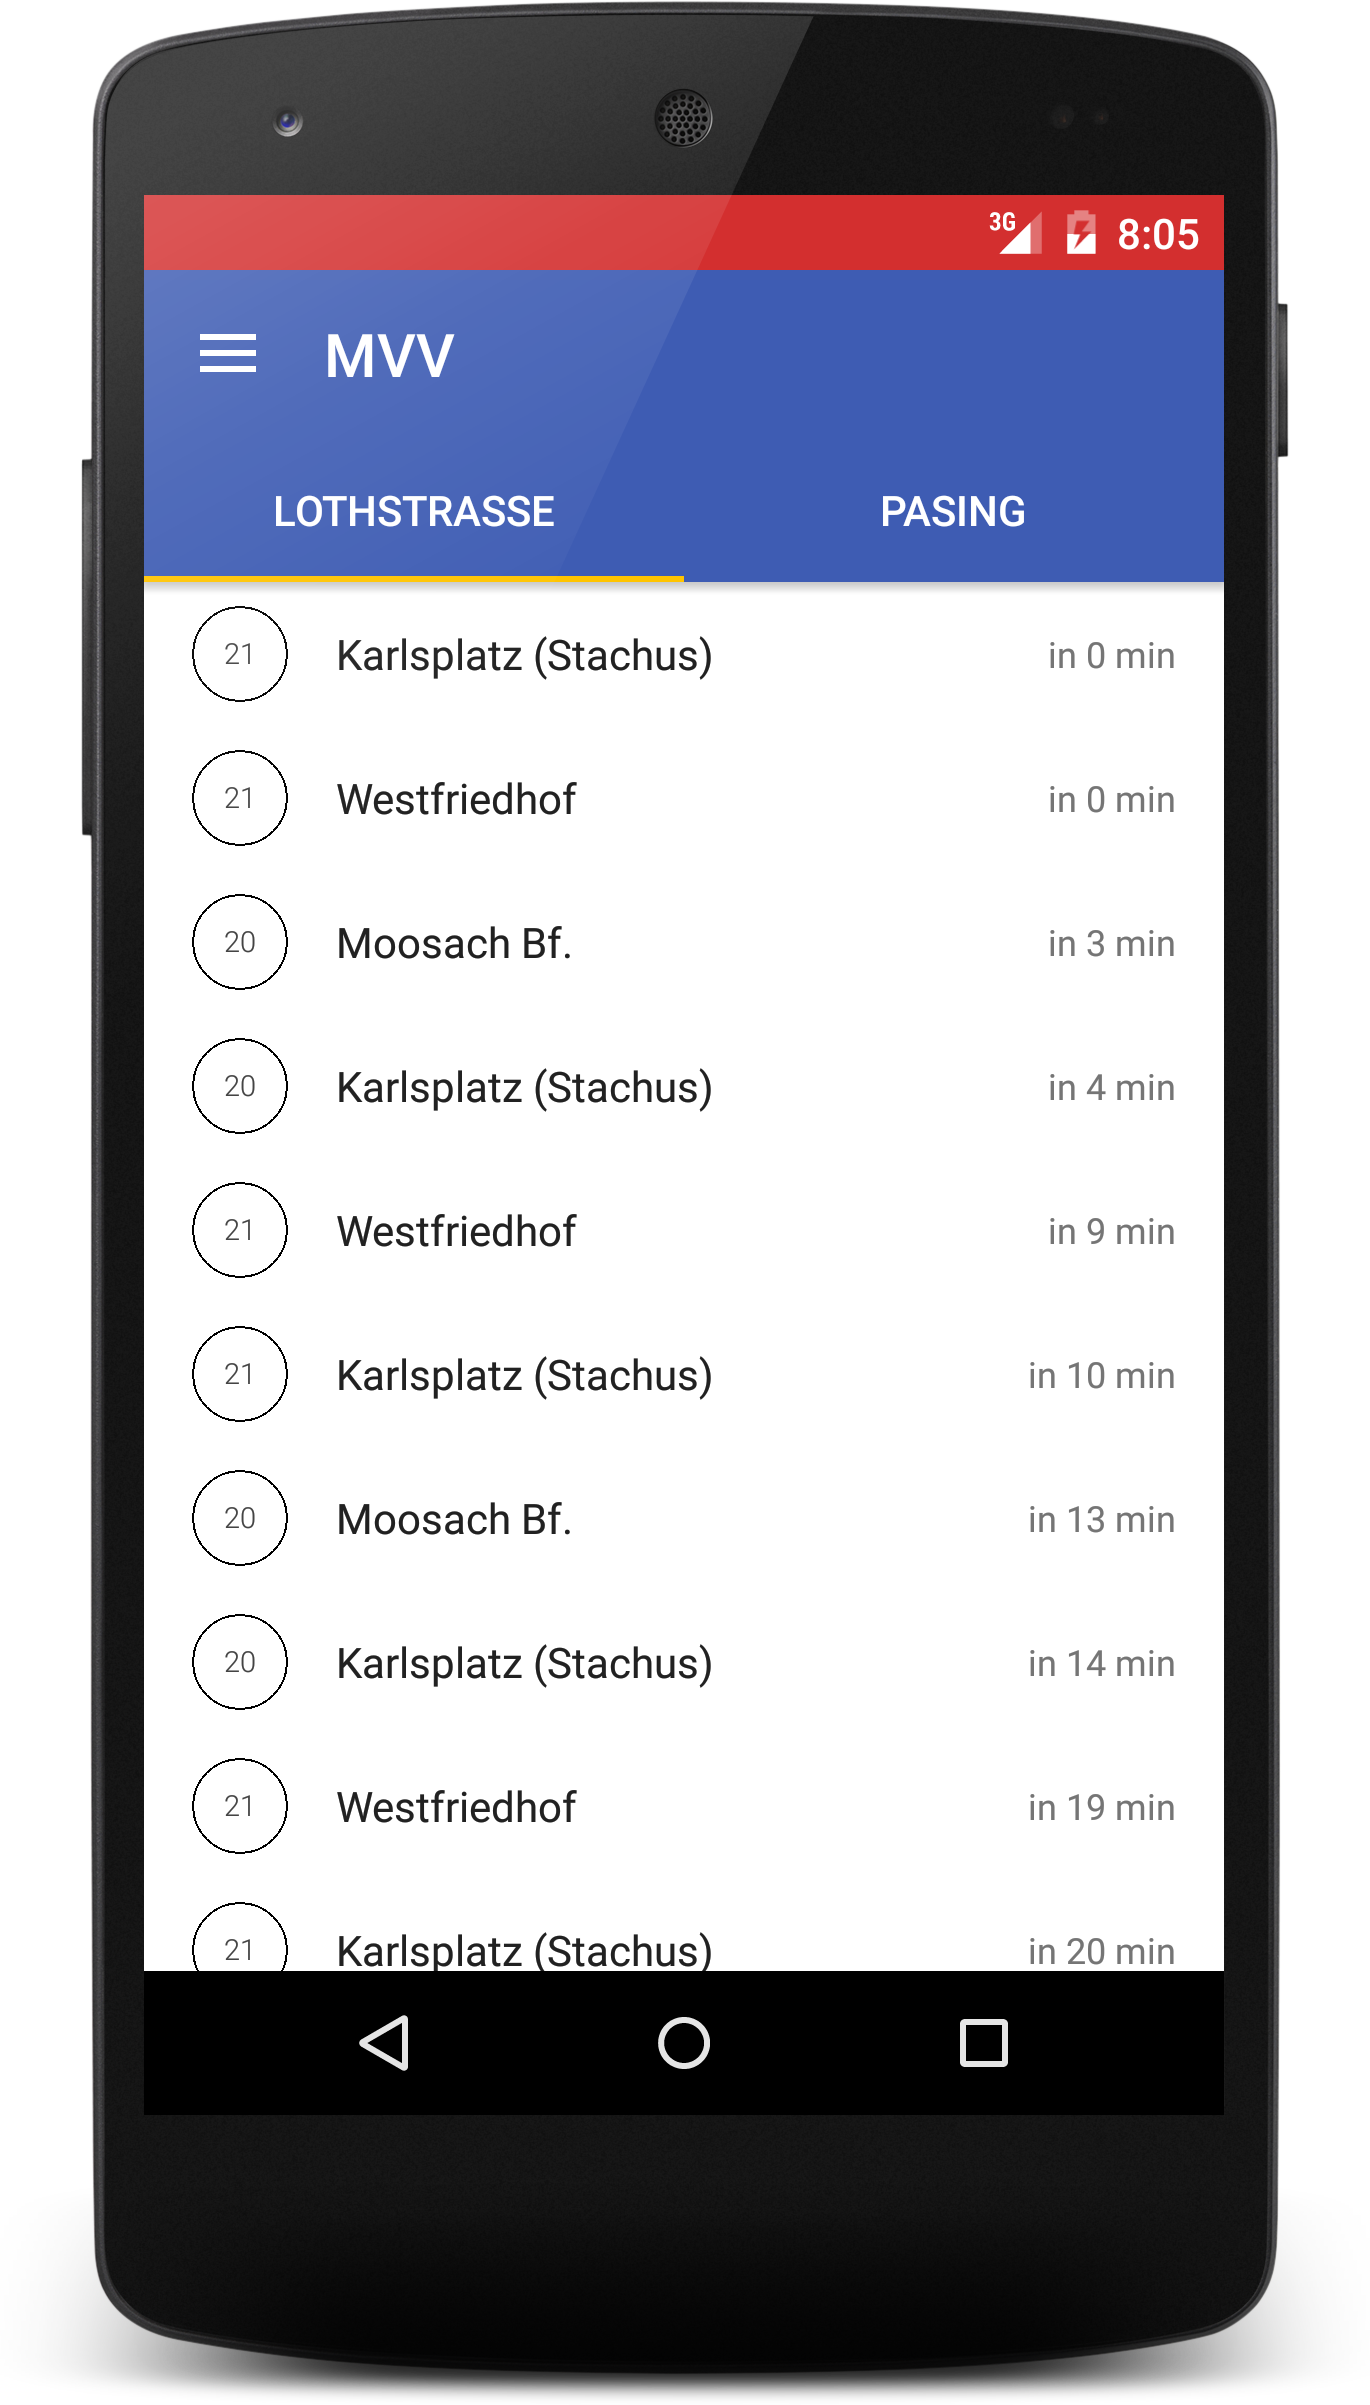 3G 8:05
MVV
LOTHSTRASSE PASING
21 Karlsplatz (Stachus) in 0 min
21 Westfriedhof in 0 min
20 Moosach Bf. in 3 min
20 Karlsplatz (Stachus) in 4 min
21 Westfriedhof in 9 min
21 Karlsplatz (Stachus) in 10 min
20 Moosach Bf. in 13 min
20 Karlsplatz (Stachus) in 14 min
21 Westfriedhof in 19 min
21 Karlsplatz (Stachus) in 20 min